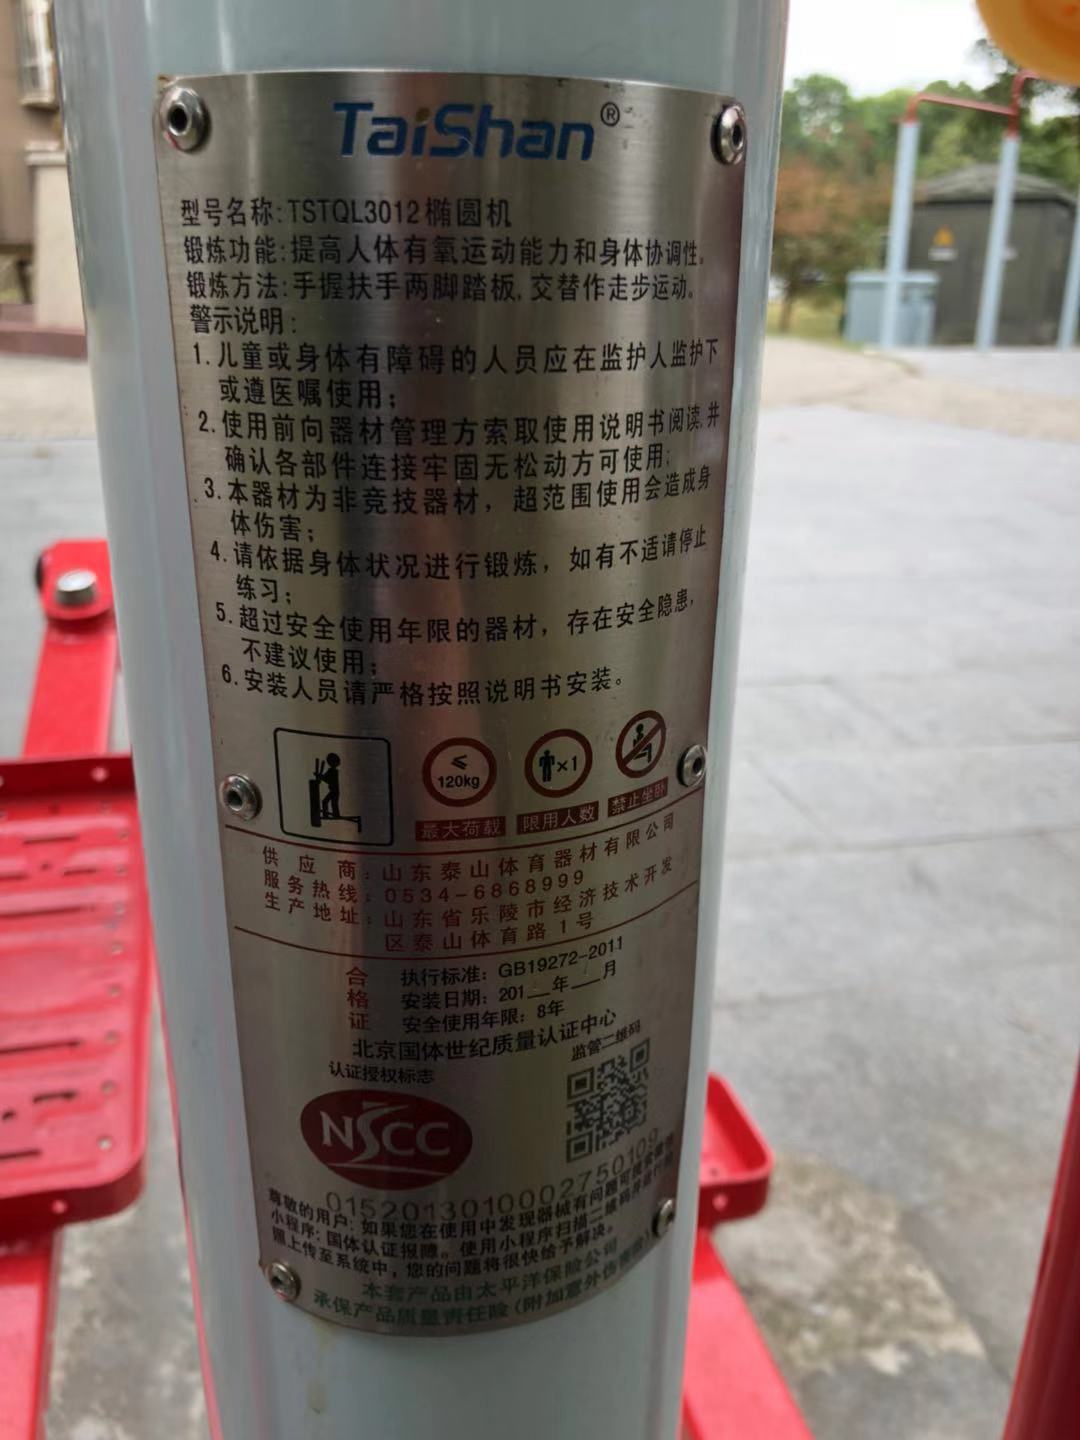 TaiShan®
型号名称:TSTQL3012椭圆机
锻炼功能:提高人体有氧运动能力和身体协调性。
锻炼方法:手握扶手两脚踏板,交替作走步运动。
警示说明:
1.儿童或身体有障碍的人员应在监护人监护下
或遵医嘱使用;
2.使用前向器材管理方索取使用说明书阅读,并
确认各部件连接牢固无松动方可使用;
3.本器材为非竞技器材，超范围使用会造成身
体伤害;
4.请依据身体状况进行锻炼，如有不适请停止
练习;
5.超过安全使用年限的器材，存在安全隐患,
不建议使用;
6.安装人员请严格按照说明书安装。
≤
120kg
×1
最大荷载 限用人数 禁止坐卧
供应商:山东泰山体育器材有限公司
服务热线:0534-6868999
生产地址:山东省乐陵市经济技术开发
区泰山体育路1号
合格证
执行标准: GB19272-2011
安装日期: 201__年__月
安全使用年限: 8年
北京国体世纪质量认证中心
认证授权标志
监管二维码
NSCC
0152013010002750109
尊敬的用户: 如果您在使用中发现器械有问题可搜索微信
小程序: 国体认证报障。使用小程序扫描二维码并
照上传至系统中，您的问题将很快给予解决。
本套产品由太平洋保险公司
承保产品质量责任险(附加意外伤害险)